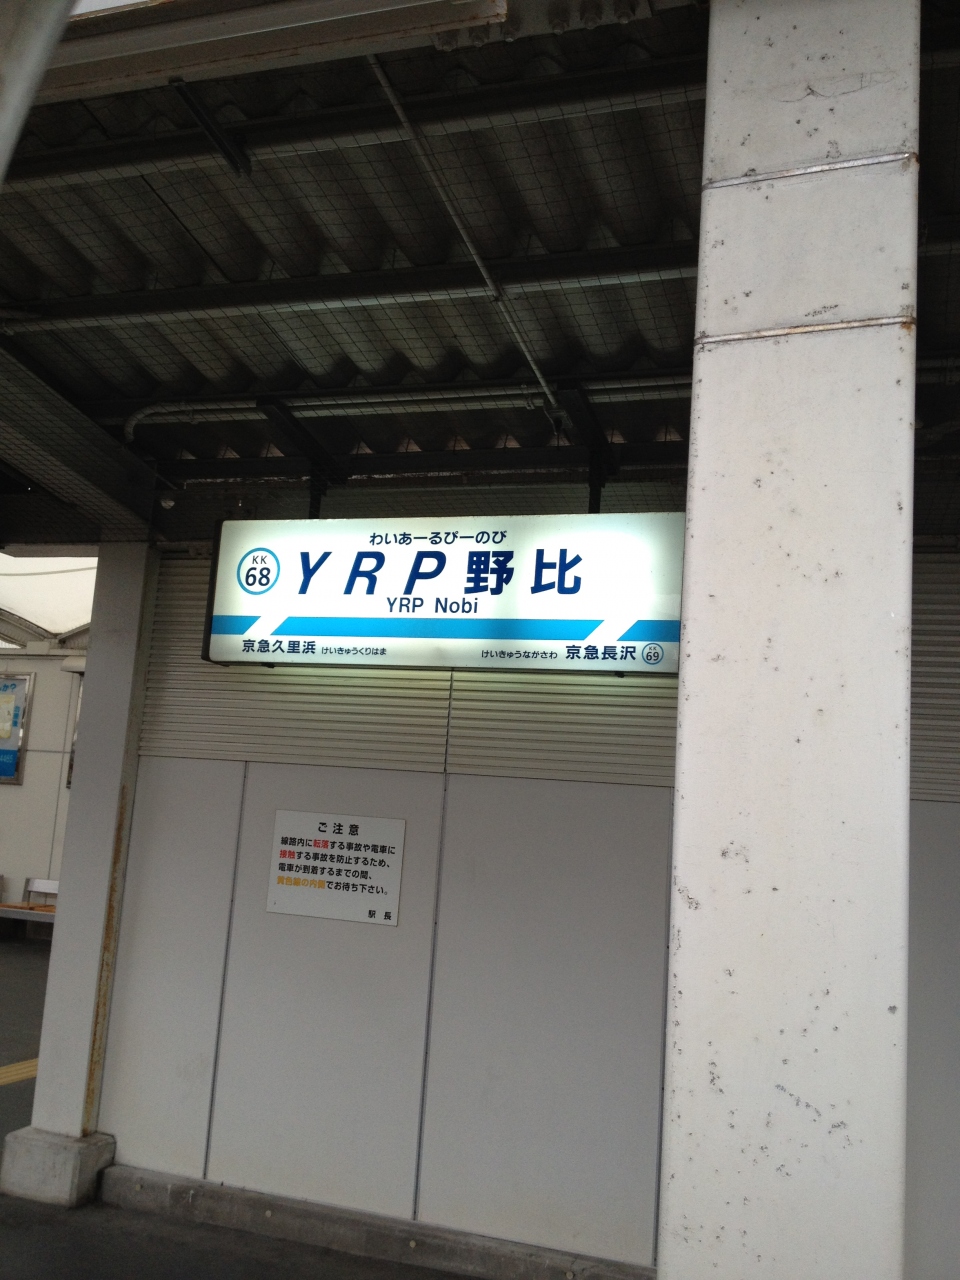 わいあーるぴーのび
KK
68
YRP野比
YRP Nobi
京急久里浜 けいきゅうくりはま
けいきゅうながさわ 京急長沢 KK 69
ご注意
線路内に転落する事故や電車に
接触する事故を防止するため、
電車が到着するまでの間、
黄色線の内側でお待ち下さい。
駅 長